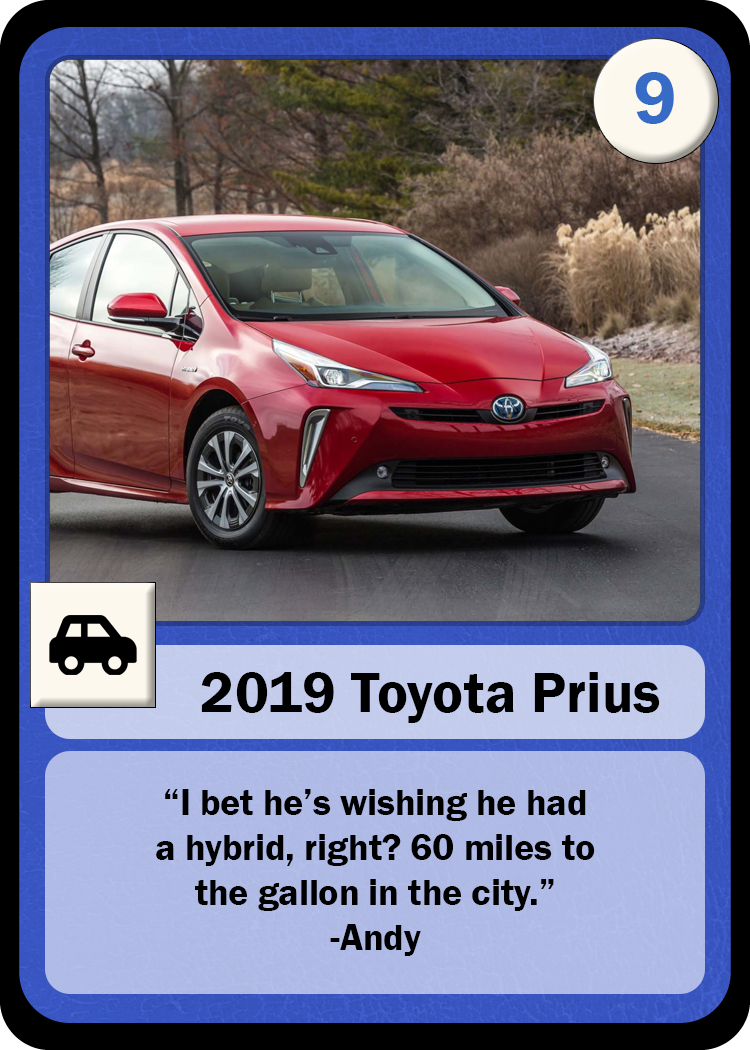 9
2019 Toyota Prius
“I bet he’s wishing he had
a hybrid, right? 60 miles to
the gallon in the city.”
-Andy